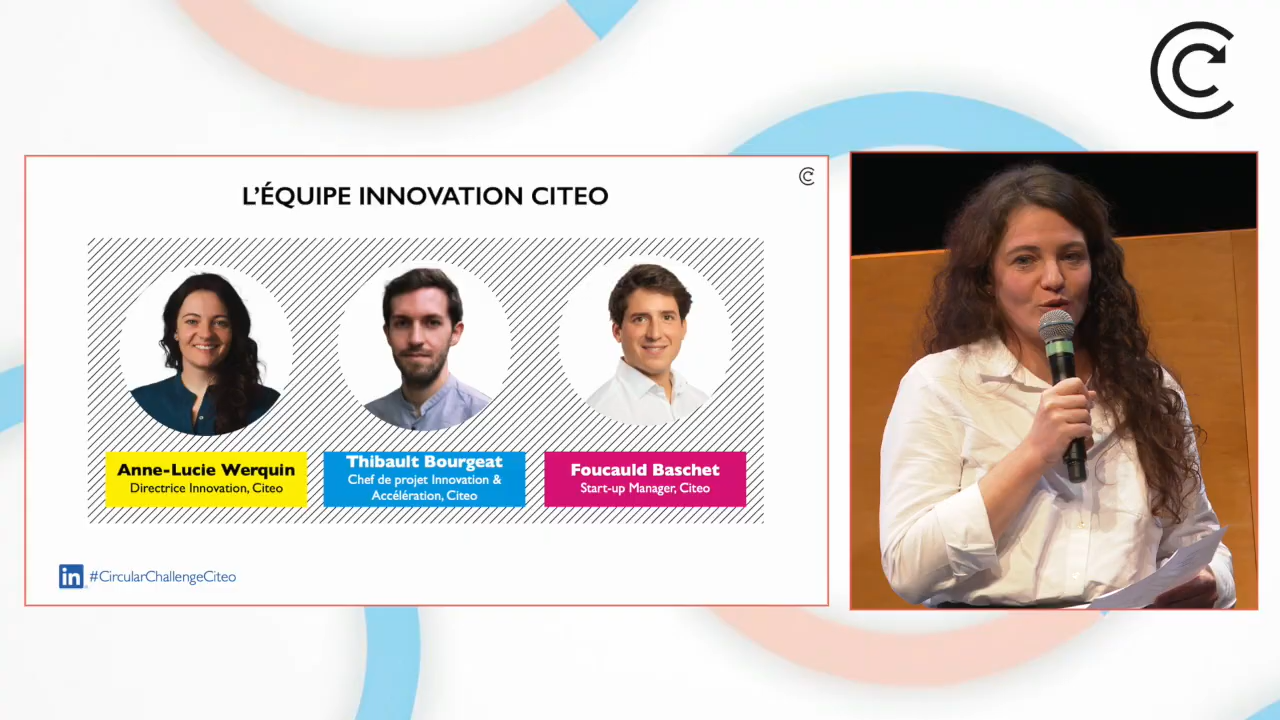 L'ÉQUIPE INNOVATION CITEO
Anne-Lucie Werquin
Directrice Innovation, Citeo
Thibault Bourgeat
Chef de projet Innovation &
Accélération, Citeo
Foucauld Baschet
Start-up Manager, Citeo
in #CircularChallengeCiteo